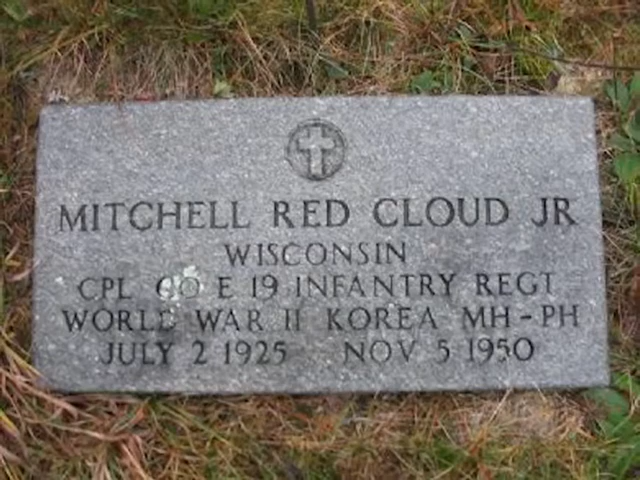 MITCHELL RED CLOUD JR
WISCONSIN
CPL CO E 19 INFANTRY REGT
WORLD WAR II KOREA MH-PH
JULY 2 1925 NOV 5 1950